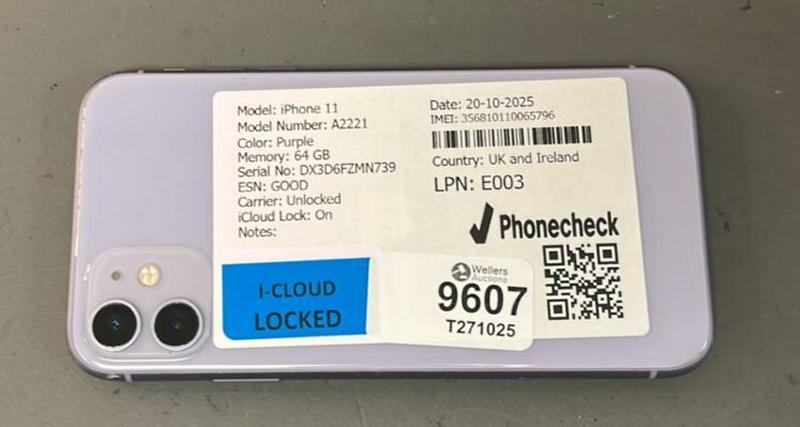 Model: iPhone 11
Model Number: A2221
Color: Purple
Memory: 64 GB
Serial No: DX3D6FZMN739
ESN: GOOD
Carrier: Unlocked
iCloud Lock: On
Notes:
Date: 20-10-2025
IMEI: 356810110065796
Country: UK and Ireland
LPN: E003
Phonecheck
I-CLOUD
LOCKED
Wellers
Auctions
9607
T271025